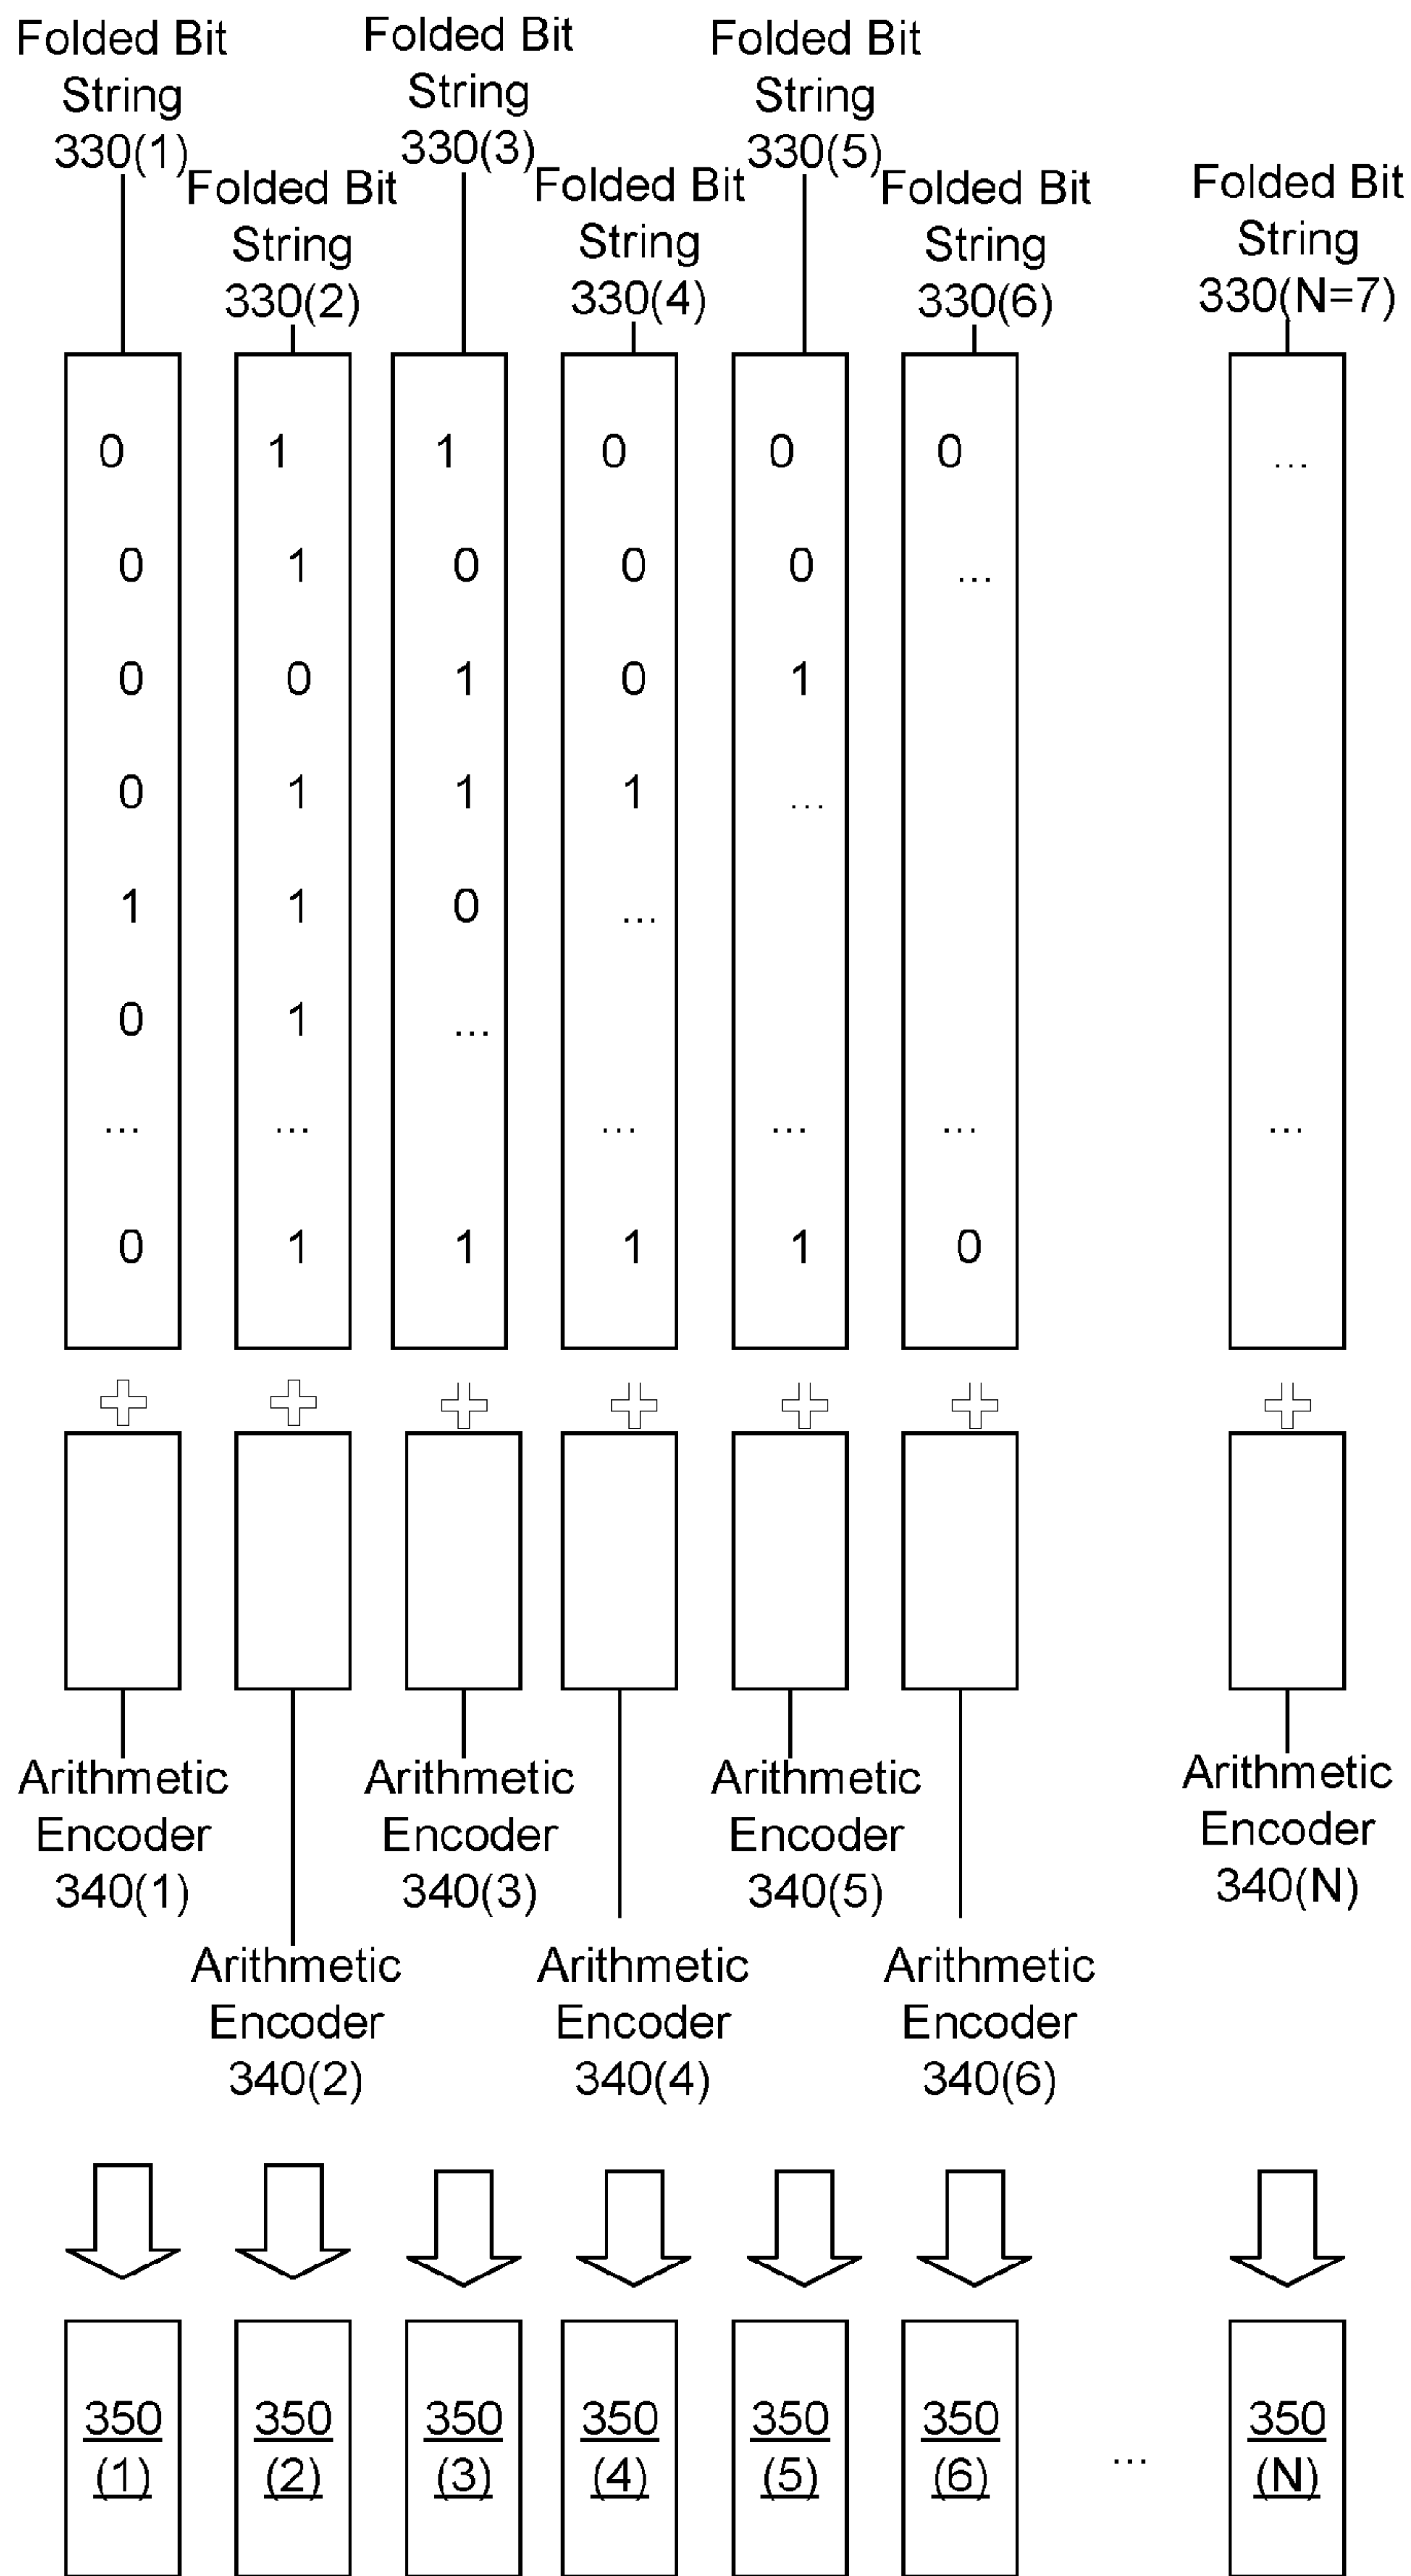 Folded Bit
String
330(1)
Folded Bit
String
330(2)
Folded Bit
String
330(3)
Folded Bit
String
330(4)
Folded Bit
String
330(5)
Folded Bit
String
330(6)
Folded Bit
String
330(N=7)
0 1 1 0 0 0 ...
0 1 0 0 0 ...
0 0 1 0 1
0 1 1 1 ...
1 1 0 ...
0 1 ...
... ... ... ... ... ...
0 1 1 1 1 0
Arithmetic
Encoder
340(1)
Arithmetic
Encoder
340(2)
Arithmetic
Encoder
340(3)
Arithmetic
Encoder
340(4)
Arithmetic
Encoder
340(5)
Arithmetic
Encoder
340(6)
Arithmetic
Encoder
340(N)
350
(1)
350
(2)
350
(3)
350
(4)
350
(5)
350
(6)
...
350
(N)